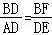 BD/AD = BF/DE